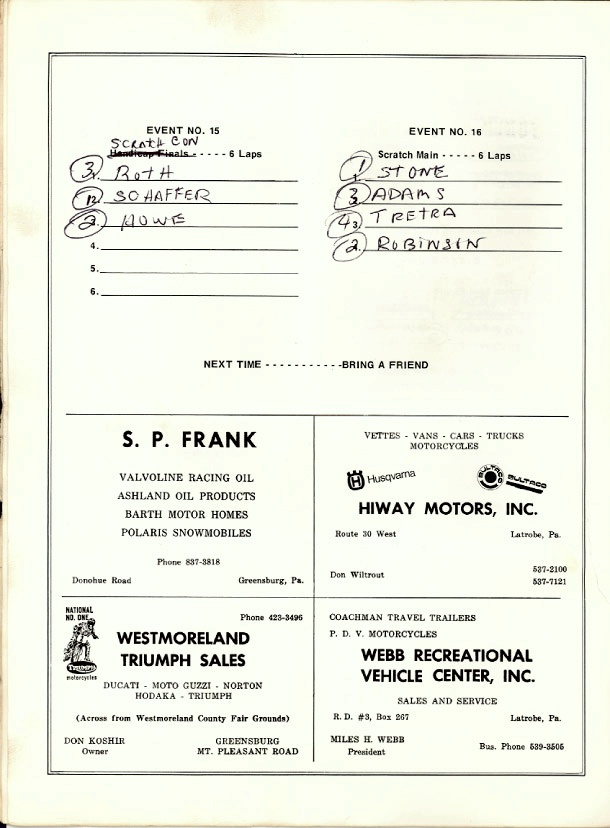 EVENT NO. 15
Scratch CON
Handicap Finals - - - - - 6 Laps
3. ROTH
12 SCHAFFER
2. HOWE
4.
5.
6.
EVENT NO. 16
Scratch Main - - - - - 6 Laps
1 STONE
3 ADAMS
4 3 TRETRA
2. ROBINSIN
NEXT TIME - - - - - - - - - - -BRING A FRIEND
S. P. FRANK
VALVOLINE RACING OIL
ASHLAND OIL PRODUCTS
BARTH MOTOR HOMES
POLARIS SNOWMOBILES
Phone 837-3818
Donohue Road Greensburg, Pa.
VETTES - VANS - CARS - TRUCKS
MOTORCYCLES
Husqvarna BULTACO BULTACO
HIWAY MOTORS, INC.
Route 30 West Latrobe, Pa.
537-2100
Don Wiltrout
537-7121
NATIONAL
NO. ONE
Phone 423-3496
WESTMORELAND
TRIUMPH SALES
motorcycles
DUCATI - MOTO GUZZI - NORTON
HODAKA - TRIUMPH
(Across from Westmoreland County Fair Grounds)
DON KOSHIR GREENSBURG
Owner MT. PLEASANT ROAD
COACHMAN TRAVEL TRAILERS
P. D. V. MOTORCYCLES
WEBB RECREATIONAL
VEHICLE CENTER, INC.
SALES AND SERVICE
R. D. #3, Box 267 Latrobe, Pa.
MILES H. WEBB
President
Bus. Phone 539-3505